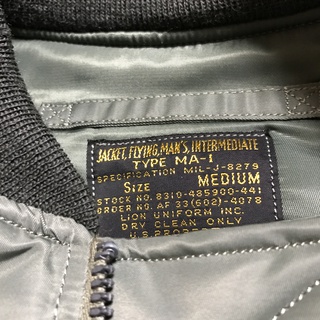 JACKET, FLYING, MAN'S, INTERMEDIATE
TYPE MA-1
SPECIFICATION MIL-J-8279
SIZE MEDIUM
STOCK NO. 8310-485900-441
ORDER NO. AF 33(602)-4078
LION UNIFORM INC.
DRY CLEAN ONLY
U.S.